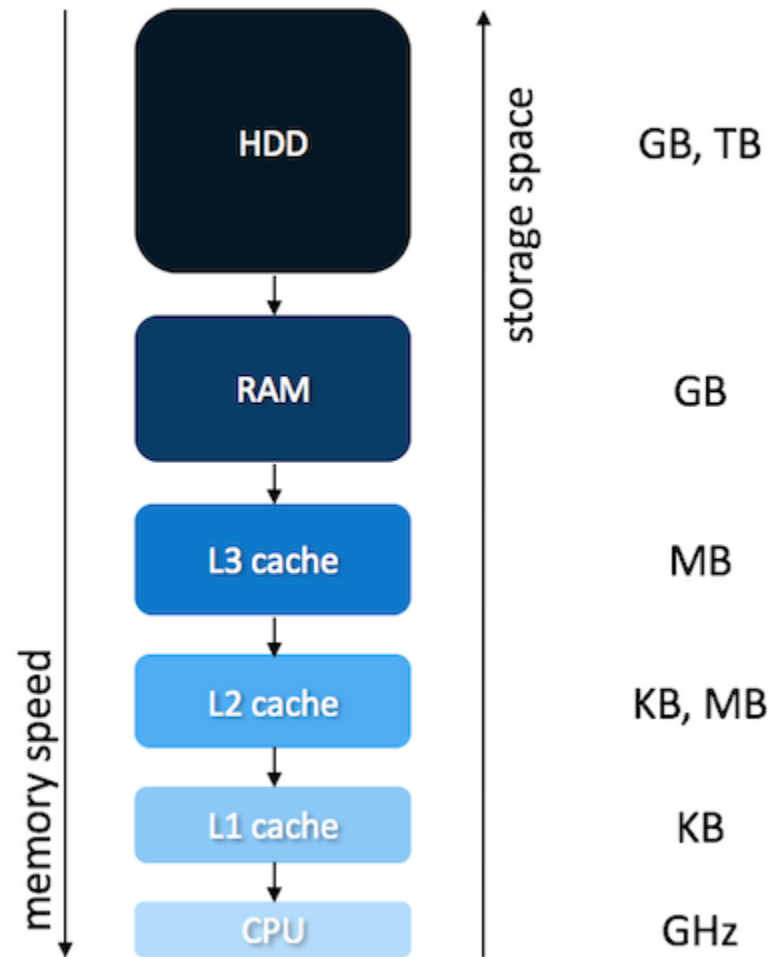 HDD
GB, TB
storage space
RAM
GB
L3 cache
MB
L2 cache
KB, MB
memory speed
L1 cache
KB
CPU
GHz